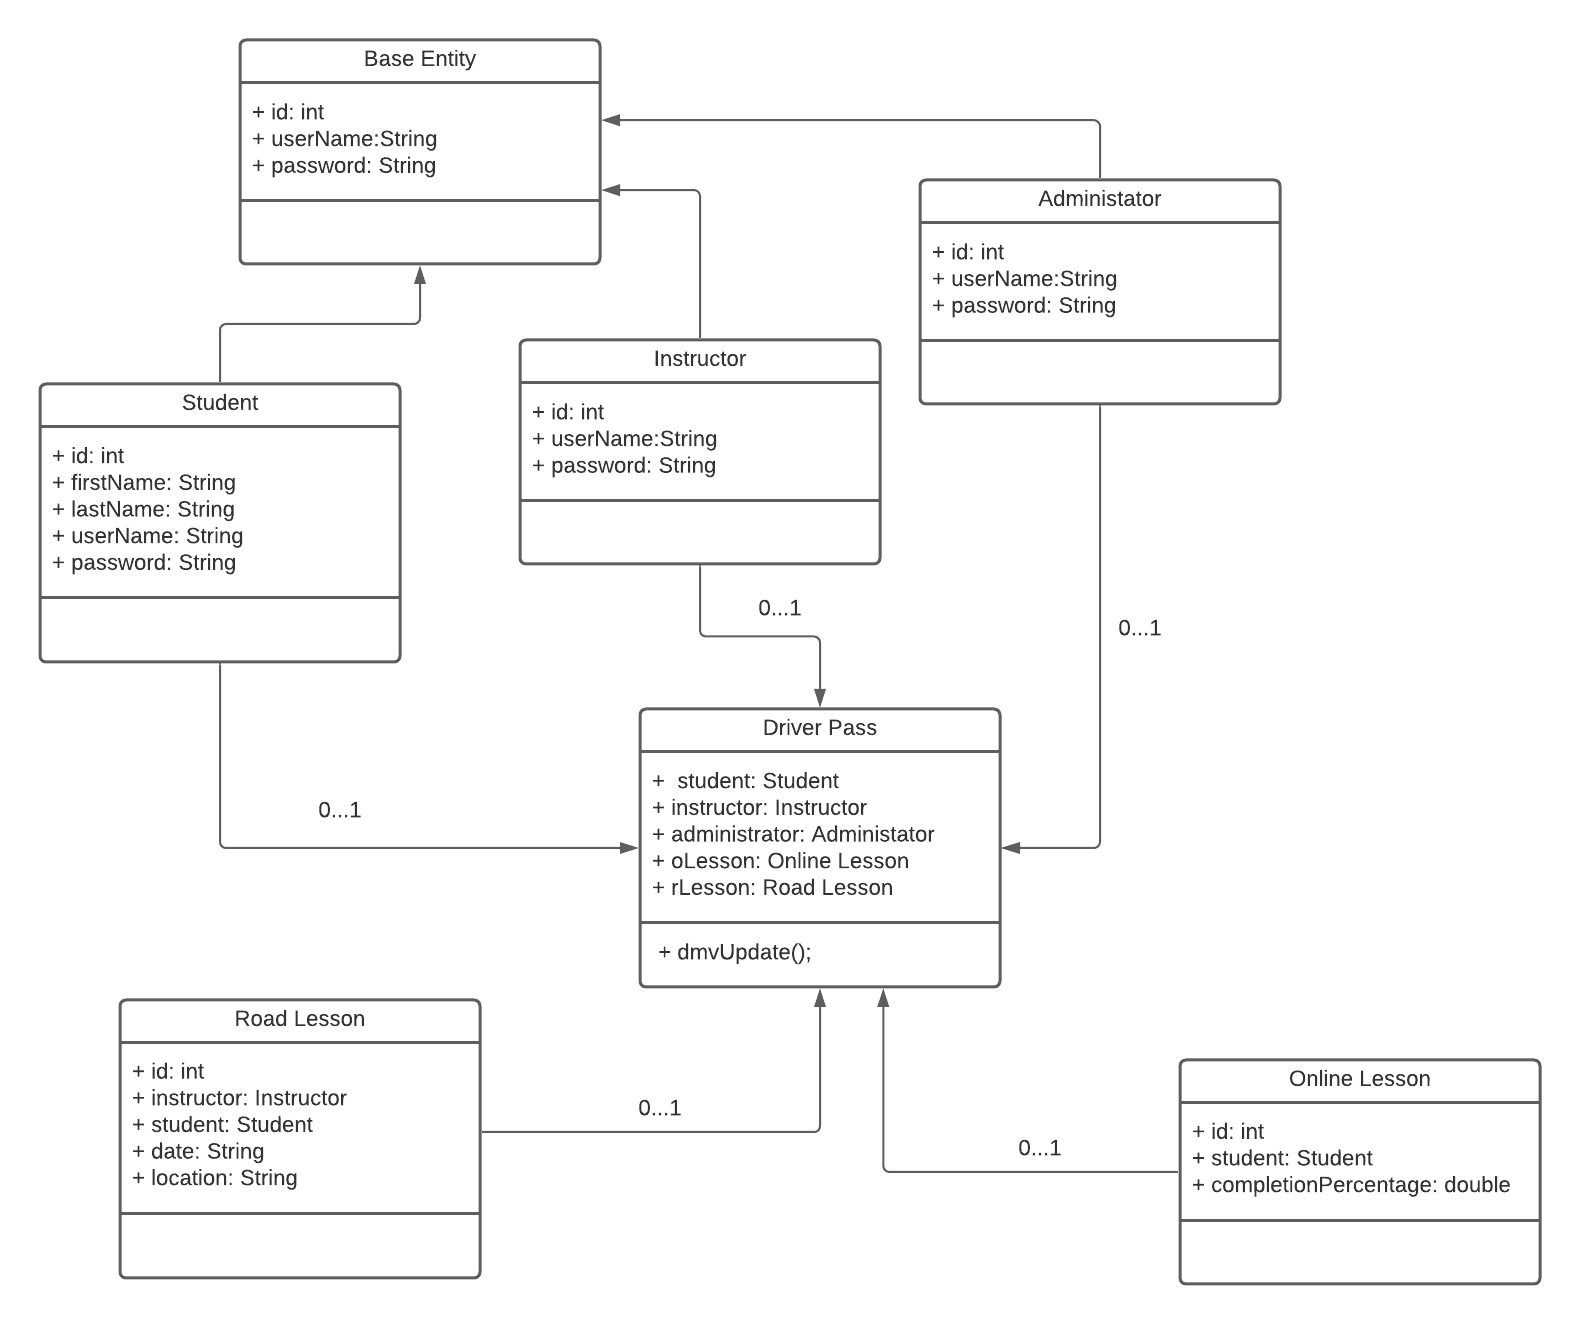 Base Entity
+ id: int
+ userName:String
+ password: String
Administator
+ id: int
+ userName:String
+ password: String
Instructor
+ id: int
+ userName:String
+ password: String
Student
+ id: int
+ firstName: String
+ lastName: String
+ userName: String
+ password: String
0...1
0...1
0...1
Driver Pass
+  student: Student
+ instructor: Instructor
+ administrator: Administator
+ oLesson: Online Lesson
+ rLesson: Road Lesson
+ dmvUpdate();
Road Lesson
+ id: int
+ instructor: Instructor
+ student: Student
+ date: String
+ location: String
0...1
0...1
Online Lesson
+ id: int
+ student: Student
+ completionPercentage: double